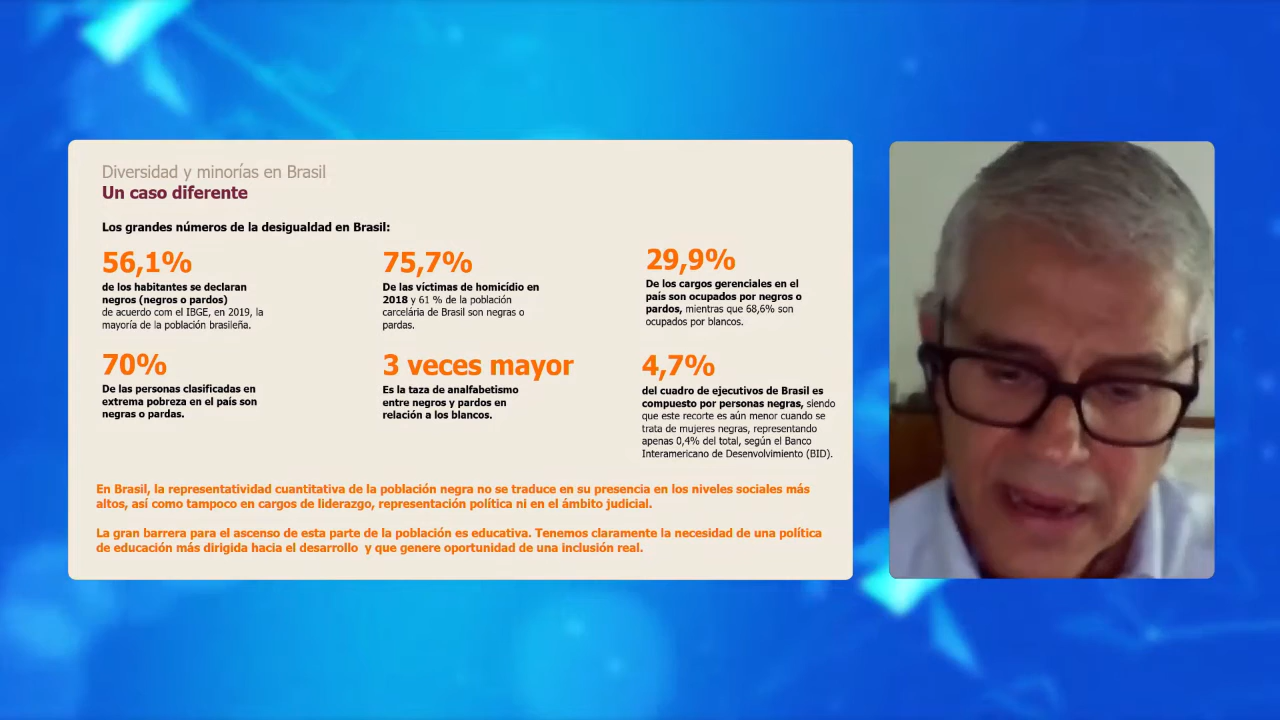 Diversidad y minorías en Brasil
Un caso diferente
Los grandes números de la desigualdad en Brasil:
56,1%
de los habitantes se declaran
negros (negros o pardos)
de acuerdo com el IBGE, en 2019, la
mayoría de la población brasileña.
75,7%
De las víctimas de homicídio en
2018 y 61 % de la población
carcelária de Brasil son negras o
pardas.
29,9%
De los cargos gerenciales en el
país son ocupados por negros o
pardos, mientras que 68,6% son
ocupados por blancos.
70%
De las personas clasificadas en
extrema pobreza en el país son
negras o pardas.
3 veces mayor
Es la taza de analfabetismo
entre negros y pardos en
relación a los blancos.
4,7%
del cuadro de ejecutivos de Brasil es
compuesto por personas negras, siendo
que este recorte es aún menor cuando se
trata de mujeres negras, representando
apenas 0,4% del total, según el Banco
Interamericano de Desenvolvimiento (BID).
En Brasil, la representatividad cuantitativa de la población negra no se traduce en su presencia en los niveles sociales más
altos, así como tampoco en cargos de liderazgo, representación política ni en el ámbito judicial.
La gran barrera para el ascenso de esta parte de la población es educativa. Tenemos claramente la necesidad de una política
de educación más dirigida hacia el desarrollo y que genere oportunidad de una inclusión real.